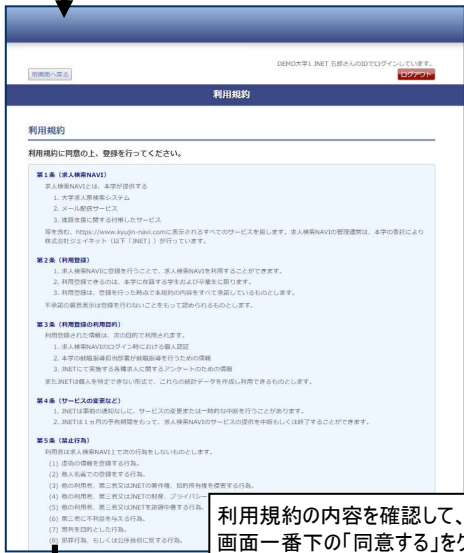 DEMO大学1 JNET 五郎さんのIDでログインしています。
前画面へ戻る
ログアウト
利用規約
利用規約
利用規約に同意の上、登録を行ってください。
第1条（求人検索NAVI）
求人検索NAVIとは、本学が提供する
1. 大学求人票検索システム
2. メール配信サービス
3. 進路支援に関する付帯したサービス
等を含む、https://www.kyujin-navi.comに表示されるすべてのサービスを指します。求人検索NAVIの管理運営は、本学の委託により
株式会社ジェイネット（以下「JNET」）が行っています。
第2条（利用登録）
1. 求人検索NAVIに登録を行うことで、求人検索NAVIを利用することができます。
2. 利用登録できるのは、本学に在籍する学生および卒業生に限ります。
3. 利用登録は、登録を行った時点で本規約の内容をすべて承諾しているものとします。
不承諾の意思表示は登録を行わないことをもって認められるものとします。
第3条（利用登録の利用目的）
利用登録された情報は、次の目的で利用されます。
1. 求人検索NAVIのログイン時における個人認証
2. 本学の就職指導担当部署が就職指導を行うための情報
3. JNETにて実施する各種求人に関するアンケートのための情報
またJNETは個人を特定できない形式で、これらの統計データを作成し利用できるものとします。
第4条（サービスの変更など）
1. JNETは事前の通知なしに、サービスの変更または一時的な中断を行うことがあります。
2. JNETは1ヵ月の予告期間をもって、求人検索NAVIのサービスの提供を中断もしくは終了することができます。
第5条（禁止行為）
利用者は求人検索NAVI上で次の行為をしないものとします。
(1) 虚偽の情報を登録する行為。
(2) 他人名義での登録をする行為。
(3) 他の利用者、第三者又はJNETの著作権、知的所有権を侵害する行為。
(4) 他の利用者、第三者又はJNETの財産、プライバシー
(5) 他の利用者、第三者又はJNETを誹謗中傷する行為。
(6) 第三者に不利益を与える行為。
(7) 営利を目的とした行為。
(8) 犯罪行為、もしくは公序良俗に反する行為。
利用規約の内容を確認して、
画面一番下の「同意する」を